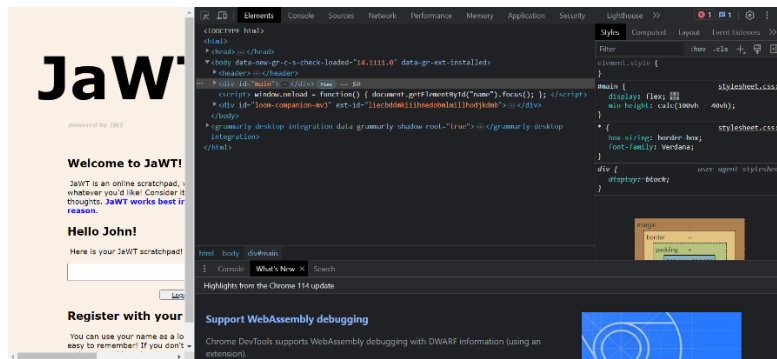 JaWT
powered by JWT
Welcome to JaWT!
JaWT is an online scratchpad,
whatever you'd like! Consider it
thoughts. JaWT works best in
reason.
Hello John!
Here is your JaWT scratchpad!
Register with your
You can use your name as a lo
easy to remember! If you don't
Elements Console Sources Network Performance Memory Application Security Lighthouse 1 1
<!DOCTYPE html>
<html>
<head> </head>
<body data-new-gr-c-s-check-loaded="14.1111.0" data-gr-ext-installed>
<header> </header>
<div id="main"> </div> flex == $0
<script> window.onload = function() { document.getElementById("name").focus(); }; </script>
<div id="loom-companion-mv3" </div>
</body>
<grammarly-desktop-integration data-grammarly-shadow-root="true"> </grammarly-desktop-
integration>
</html>
html body div#main
Styles Computed Layout Event Listeners
Filter :hov .cls
element.style {
}
#main { stylesheet.css:
display: flex;
min-height: calc(100vh - 40vh);
}
* { stylesheet.css:
box-sizing: border-box;
font-family: Verdana;
}
div { user agent stylesheet
display: block;
}
margin -
border -
padding -
Console What's New × Search
Highlights from the Chrome 114 update
Support WebAssembly debugging
Chrome DevTools supports WebAssembly debugging with DWARF information (using an
extension).